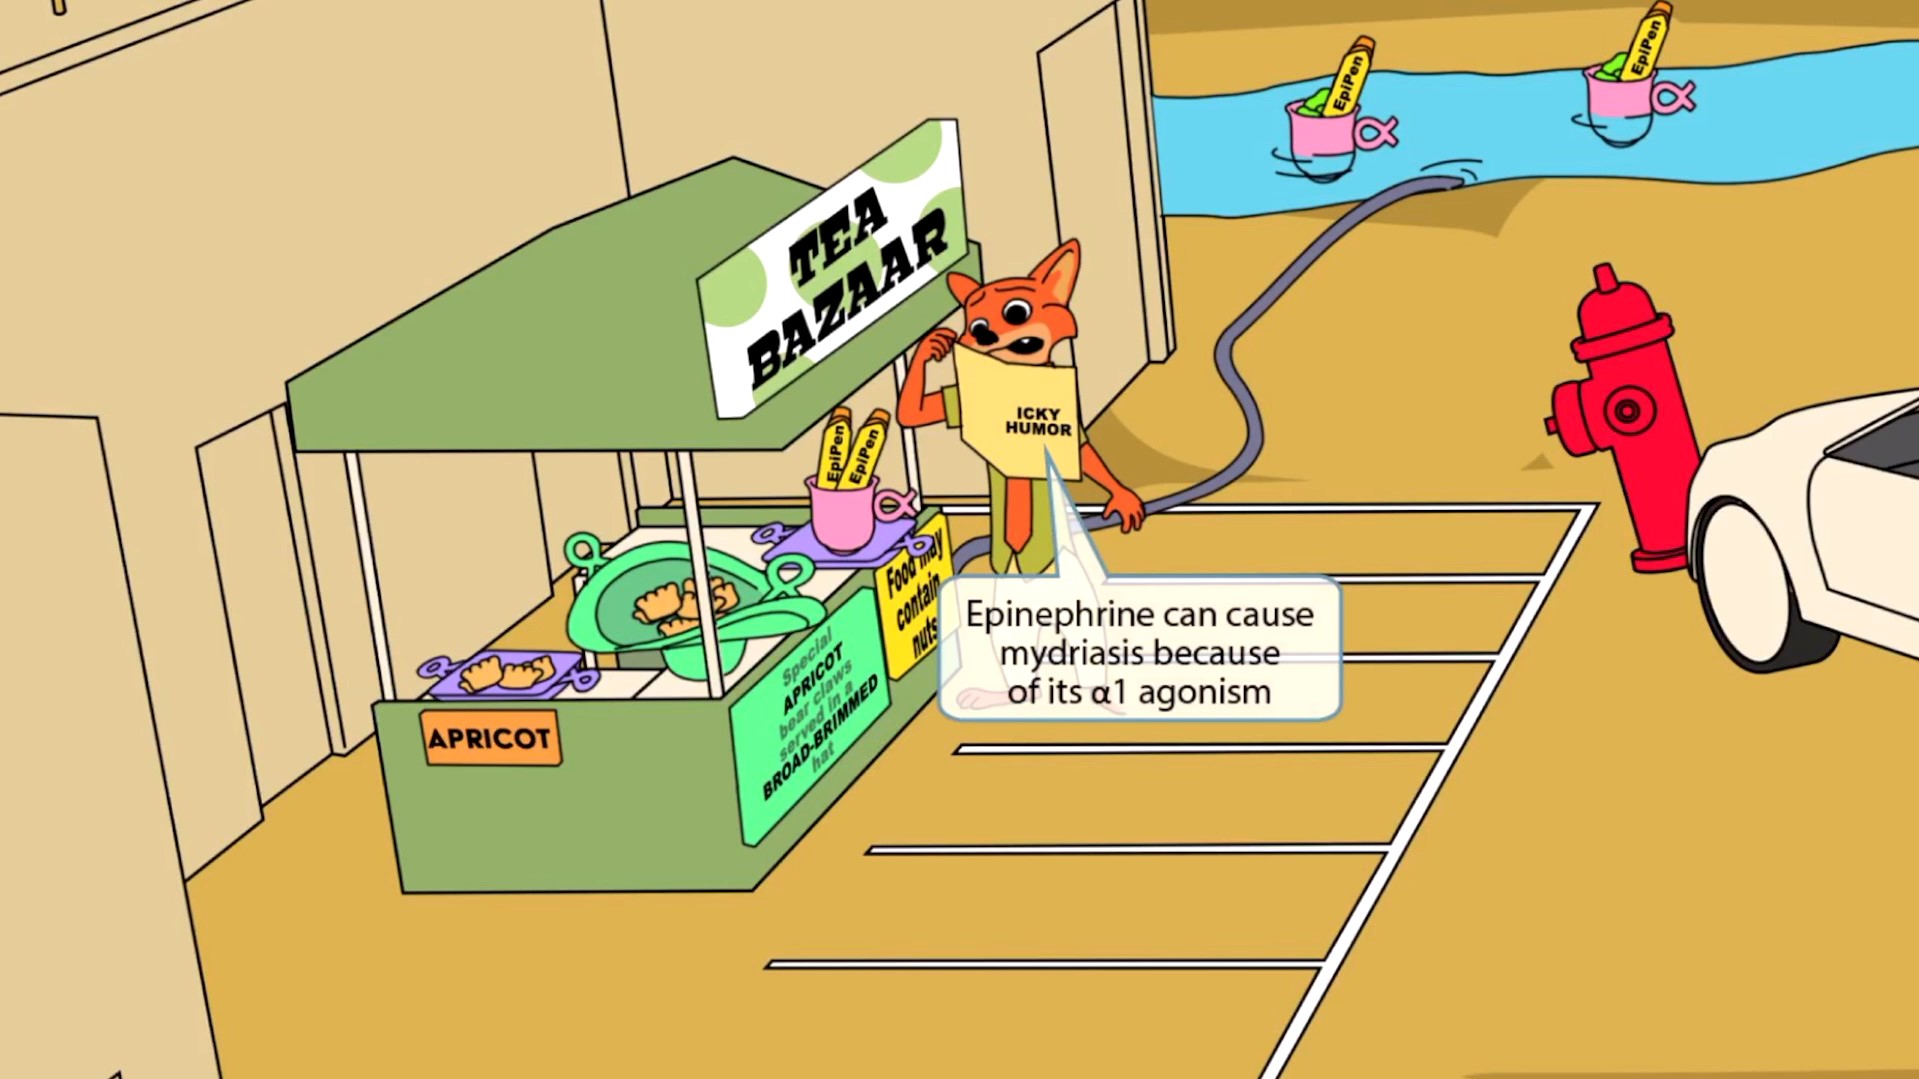 EpiPen
EpiPen
TEA
BAZAAR
ICKY
HUMOR
EpiPen
EpiPen
Food may
contain
nuts
Epinephrine can cause
mydriasis because
of its α1 agonism
Special
APRICOT
bear claws
served in a
BROAD-BRIMMED
hat
APRICOT